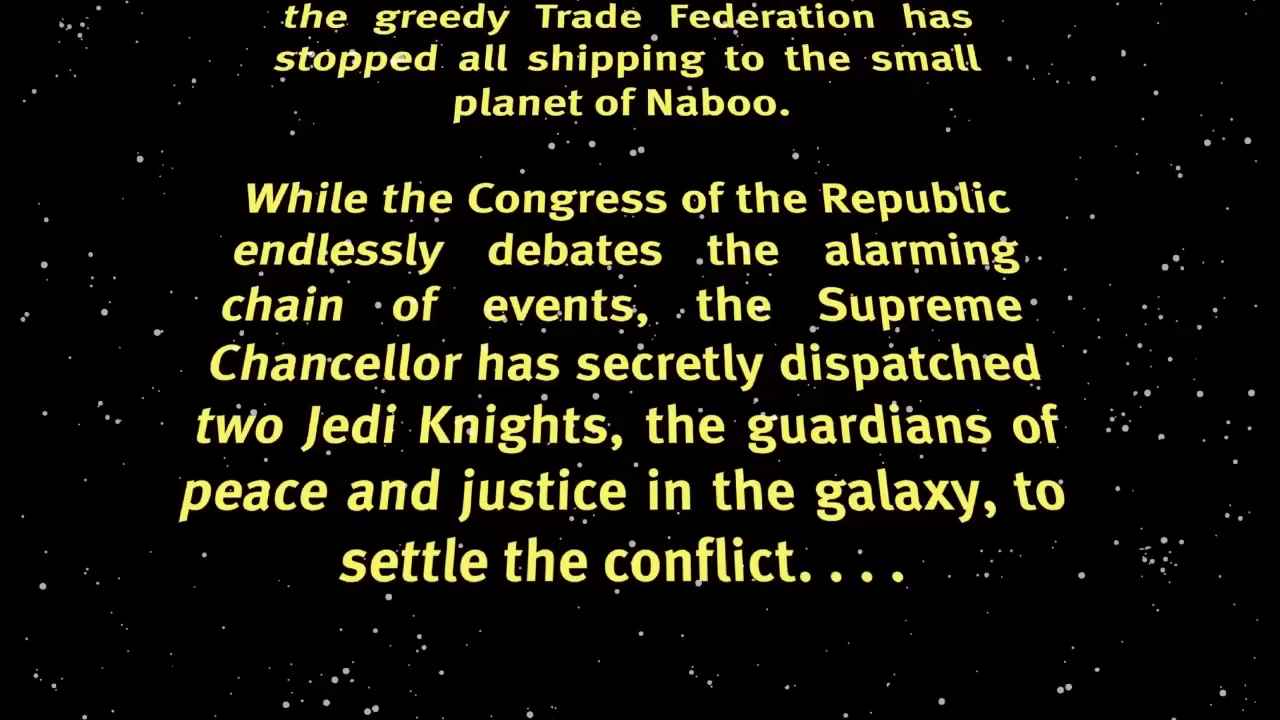 the greedy Trade Federation has
stopped all shipping to the small
planet of Naboo.
While the Congress of the Republic
endlessly debates the alarming
chain of events, the Supreme
Chancellor has secretly dispatched
two Jedi Knights, the guardians of
peace and justice in the galaxy, to
settle the conflict. . . .